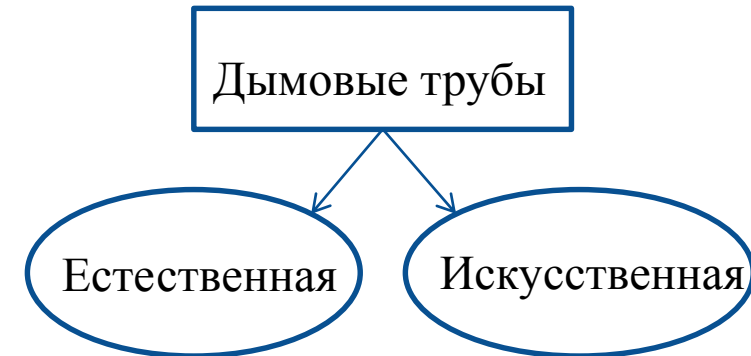 Дымовые трубы
Естественная
Искусственная